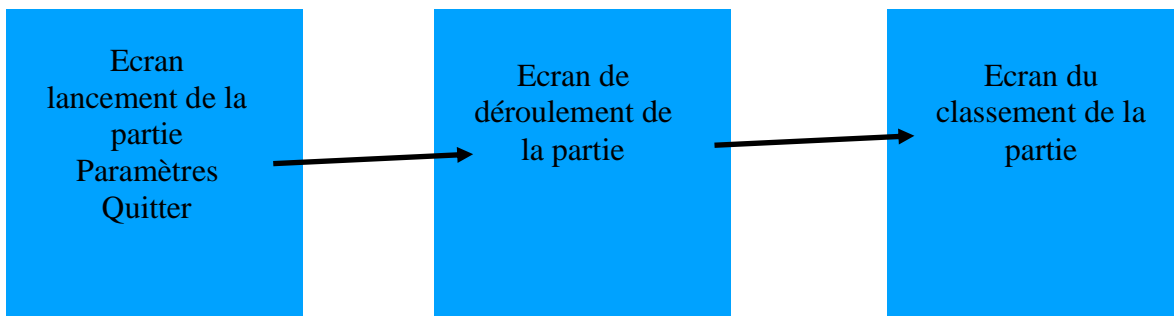 Ecran
lancement de la
partie
Paramètres
Quitter
Ecran de
déroulement de
la partie
Ecran du
classement de la
partie